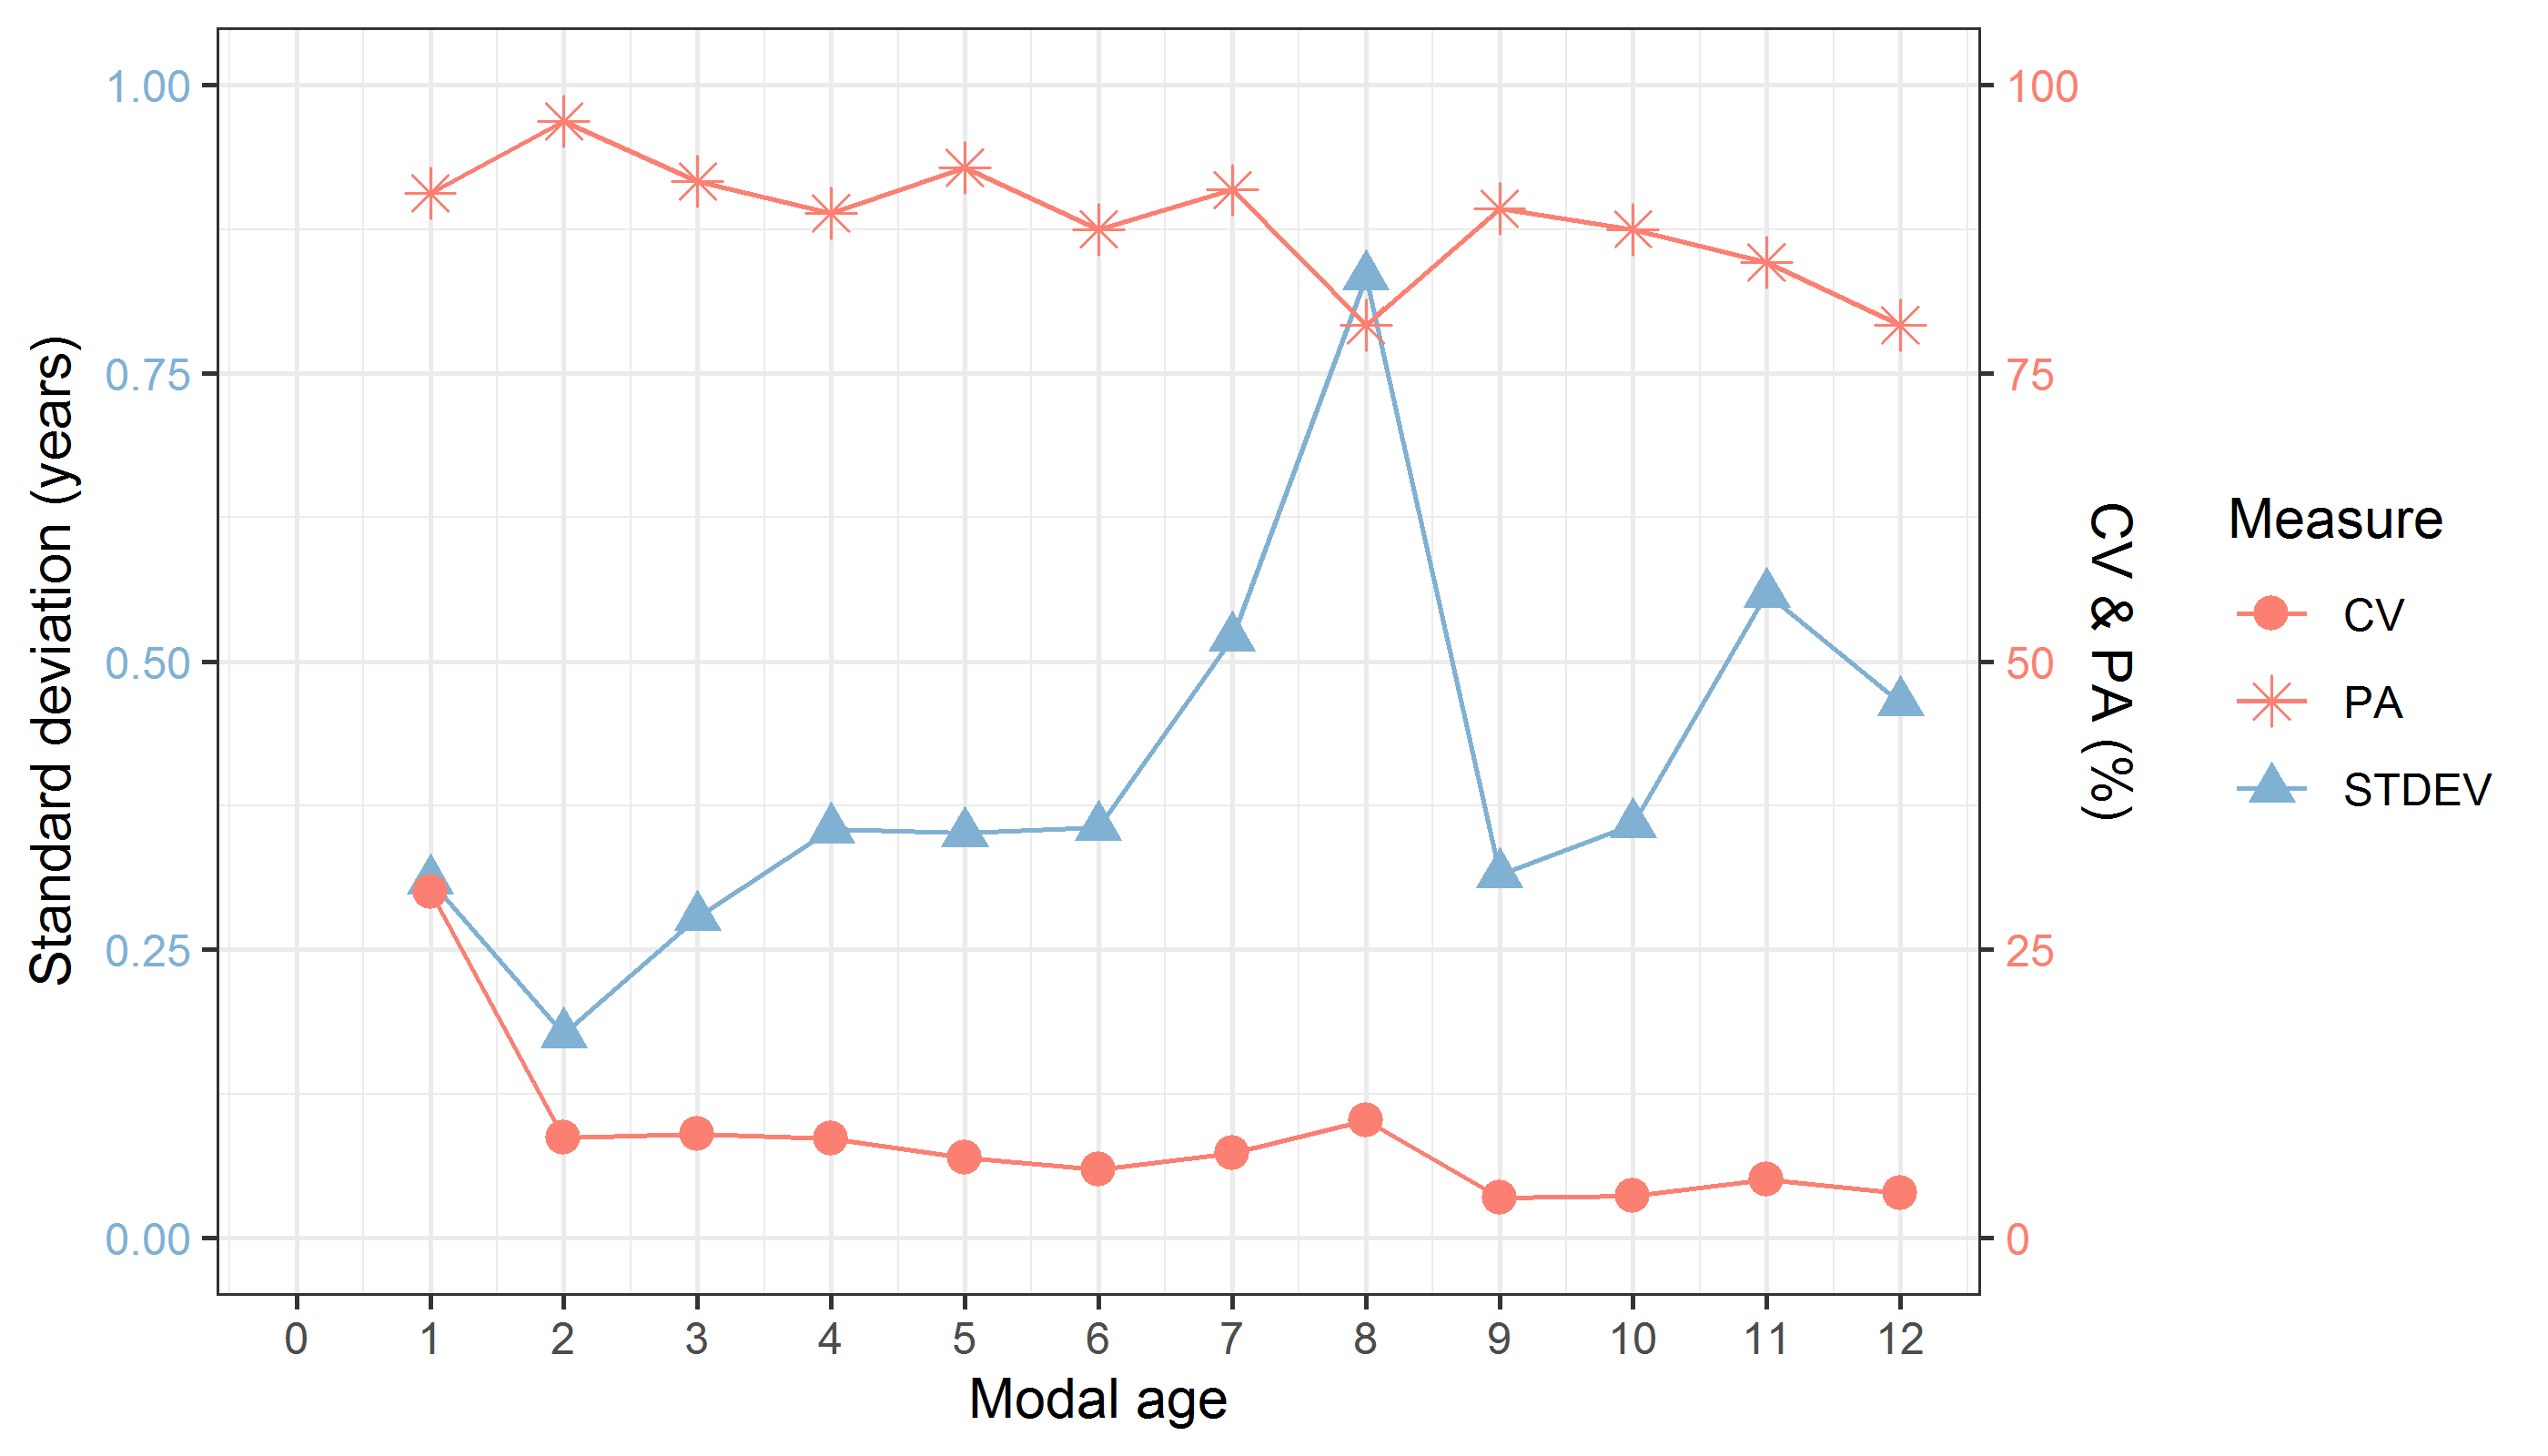 Standard deviation (years)
1.00
0.75
0.50
0.25
0.00
100
75
50
25
0
CV & PA (%)
0 1 2 3 4 5 6 7 8 9 10 11 12
Modal age
Measure
CV
PA
STDEV